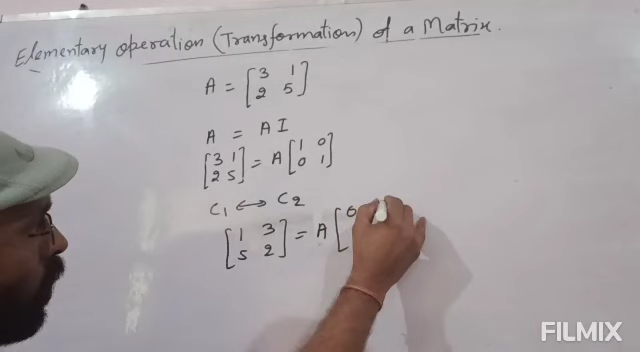 Elementary operation (Transformation) of a Matrix.
A = [3 1
2 5]
A = A I
[3 1
2 5] = A [1 0
0 1]
C1 ↔ C2
[1 3
5 2] = A [0
FILMIX